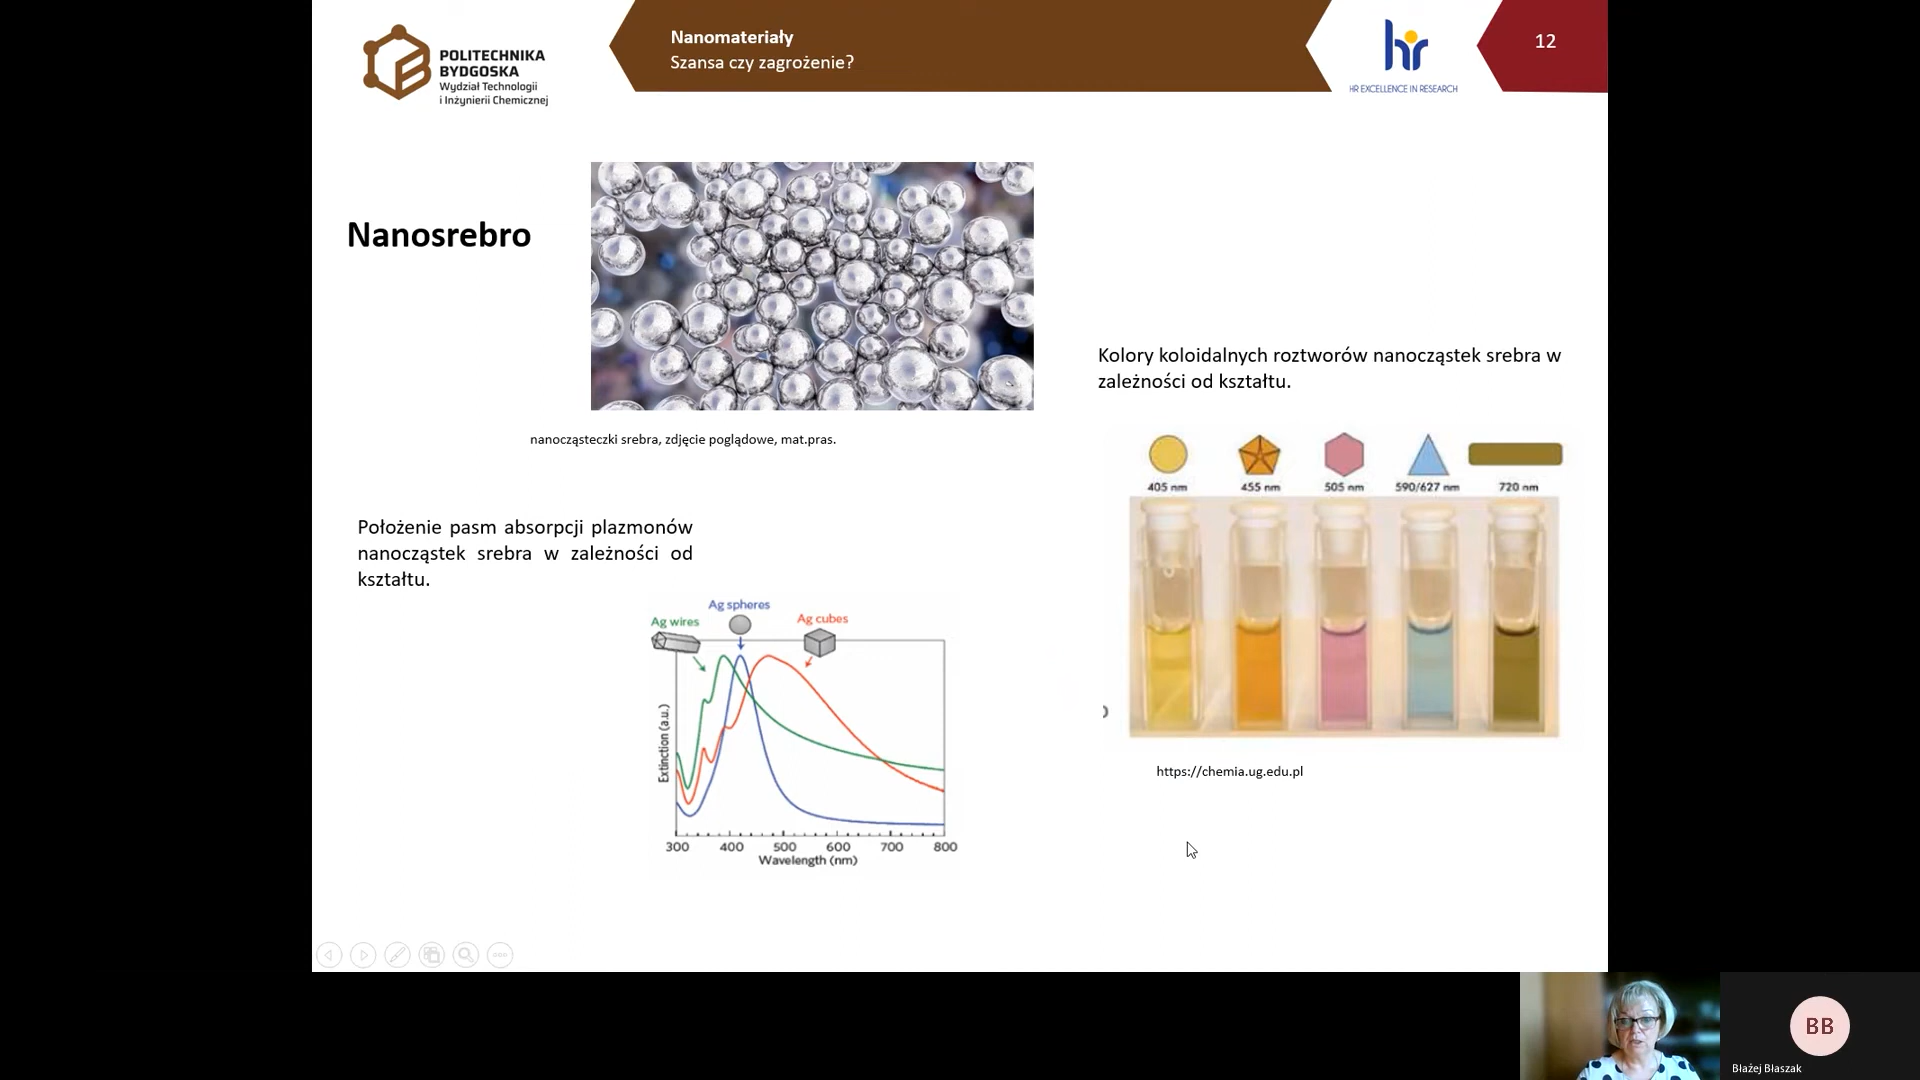 POLITECHNIKA
BYDGOSKA
Wydział Technologii
i Inżynierii Chemicznej
Nanomateriały
Szansa czy zagrożenie?
hr
HR EXCELLENCE IN RESEARCH
12
Nanosrebro
nanocząsteczki srebra, zdjęcie poglądowe, mat.pras.
Kolory koloidalnych roztworów nanocząstek srebra w
zależności od kształtu.
405 nm 455 nm 505 nm 590/627 nm 720 nm
https://chemia.ug.edu.pl
Położenie pasm absorpcji plazmonów
nanocząstek srebra w zależności od
kształtu.
Ag spheres
Ag wires
Ag cubes
Extinction (a.u.)
300 400 500 600 700 800
Wavelength (nm)
BB
Błażej Błaszak